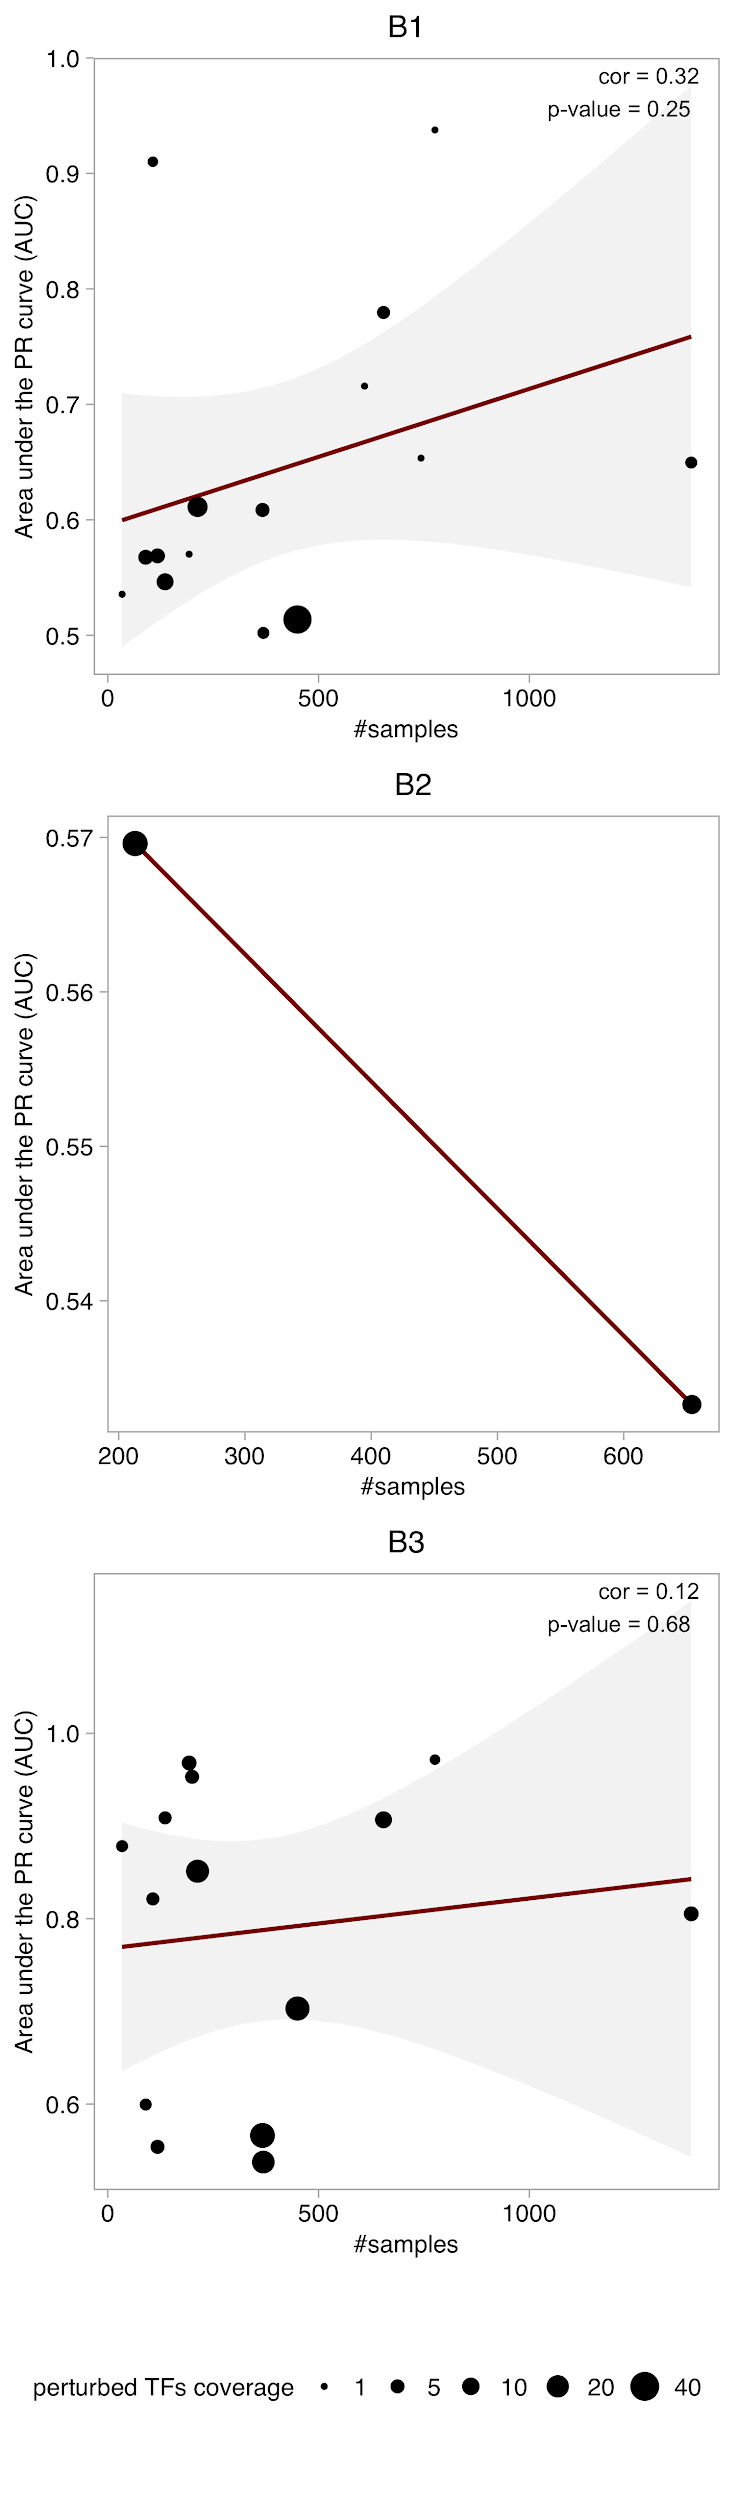 B1
cor = 0.32
p-value = 0.25
1.0
0.9
0.8
0.7
0.6
0.5
Area under the PR curve (AUC)
0 500 1000
#samples
B2
0.57
0.56
0.55
0.54
Area under the PR curve (AUC)
200 300 400 500 600
#samples
B3
cor = 0.12
p-value = 0.68
1.0
0.8
0.6
Area under the PR curve (AUC)
0 500 1000
#samples
perturbed TFs coverage 1 5 10 20 40